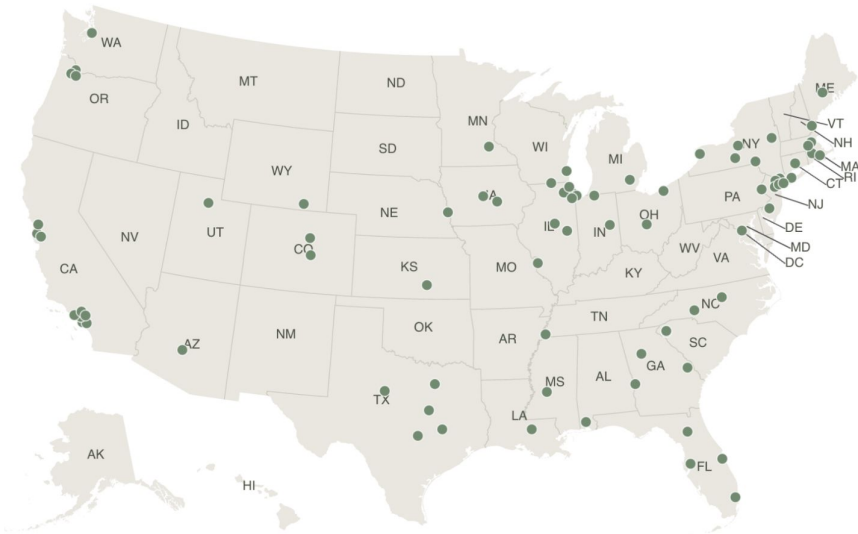 WA
ME
MT
ND
OR
VT
MN
ID
NY
NH
WI
SD
MI
MA
RI
WY
CT
IA
PA
NJ
NE
OH
NV
UT
IL
IN
DE
CO
MD
WV
VA
DC
CA
KS
MO
KY
NC
TN
OK
NM
AR
AZ
SC
GA
MS
AL
TX
LA
AK
FL
HI